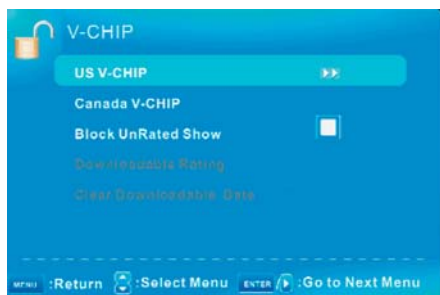 V-CHIP
US V-CHIP
Canada V-CHIP
Block UnRated Show
Downloadable Rating
Clear Downloadable Data
MENU :Return :Select Menu ENTER / :Go to Next Menu